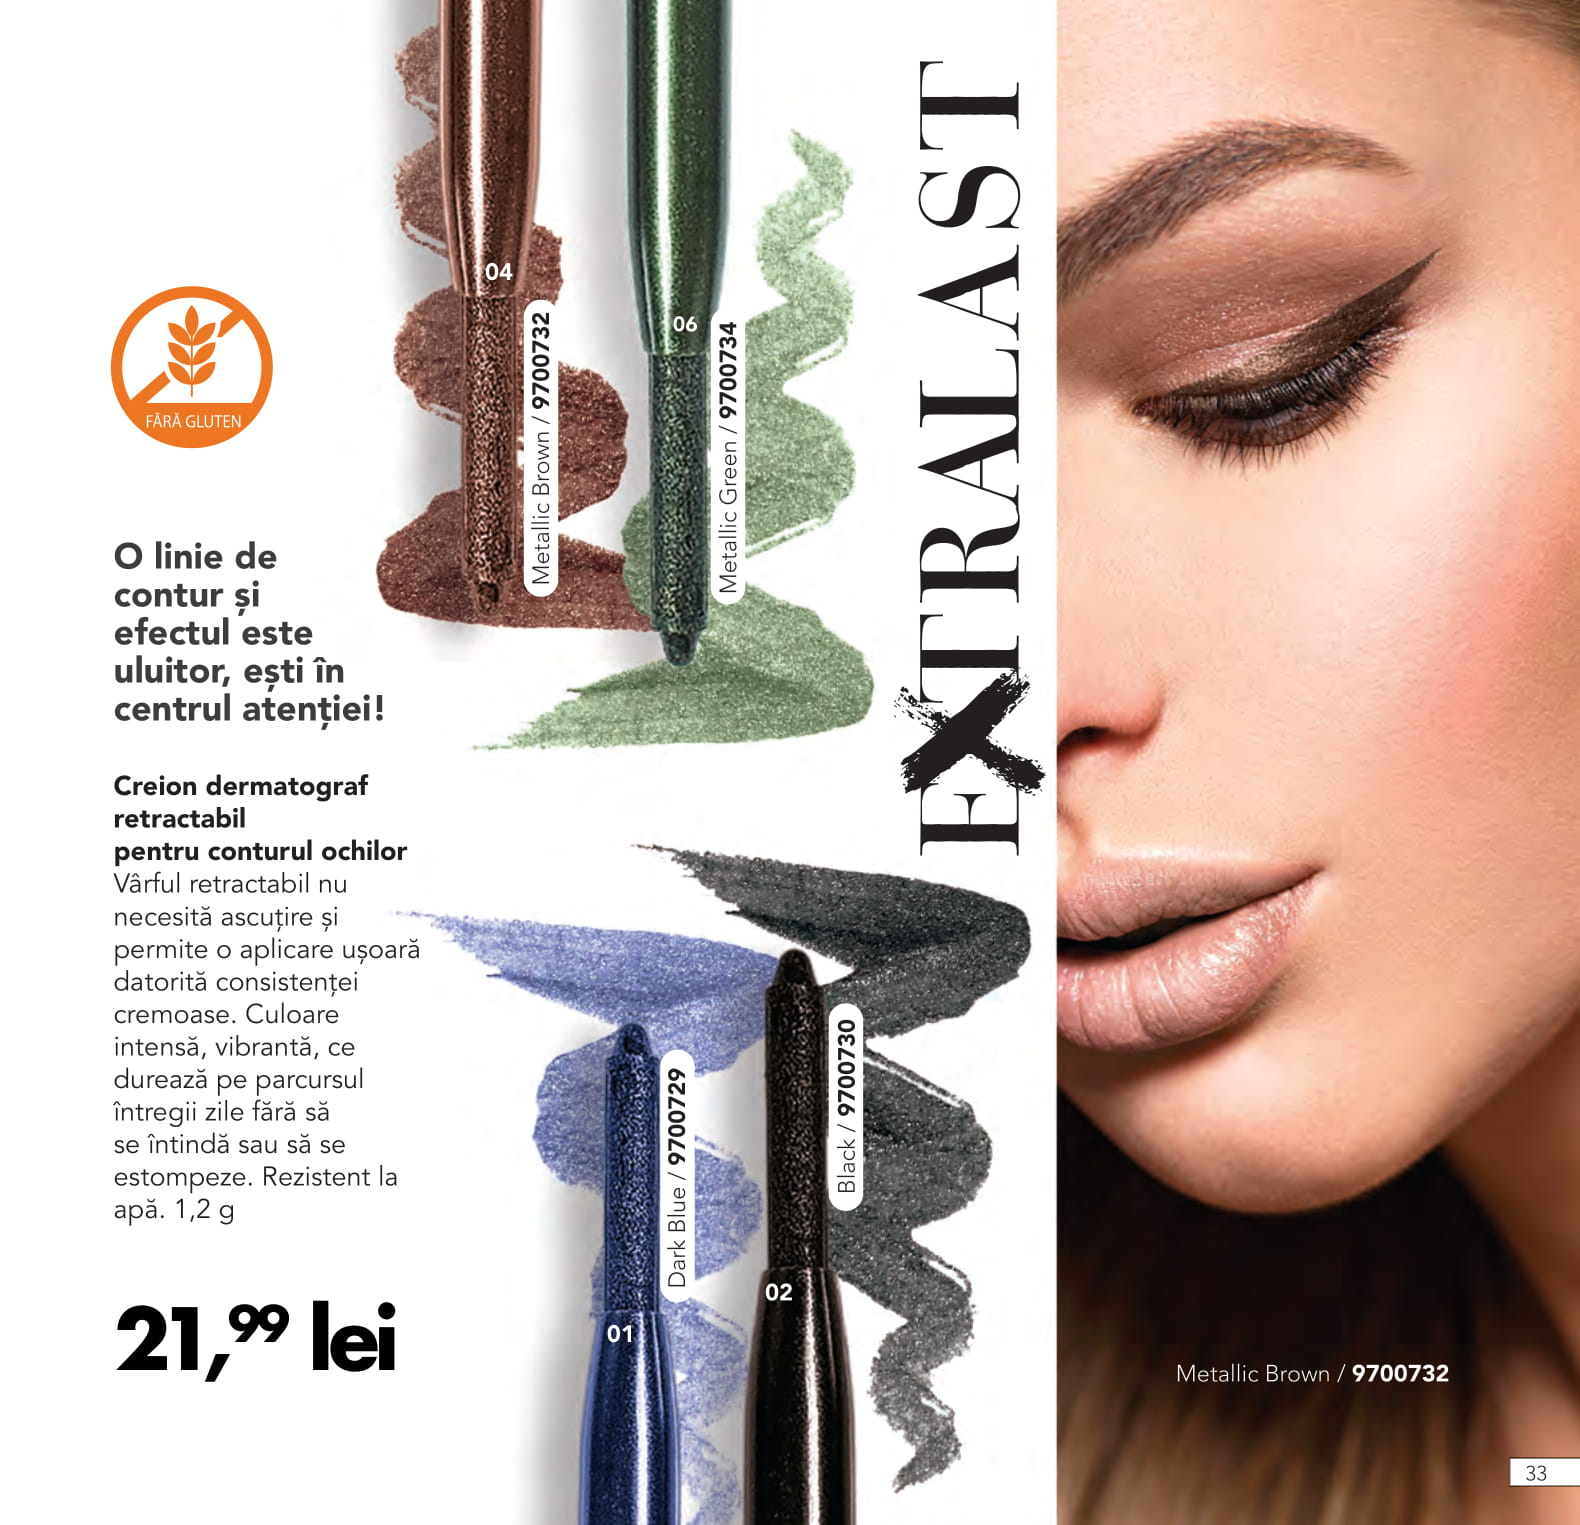 FĂRĂ GLUTEN
O linie de
contur și
efectul este
uluitor, ești în
centrul atenției!
Creion dermatograf
retractabil
pentru conturul ochilor
Vârful retractabil nu
necesită ascuțire și
permite o aplicare ușoară
datorită consistenței
cremoase. Culoare
intensă, vibrantă, ce
durează pe parcursul
întregii zile fără să
se întindă sau să se
estompeze. Rezistent la
apă. 1,2 g
21,99 lei
04
Metallic Brown / 9700732
06
Metallic Green / 9700734
EXTRALAST
01
Dark Blue / 9700729
02
Black / 9700730
Metallic Brown / 9700732
33